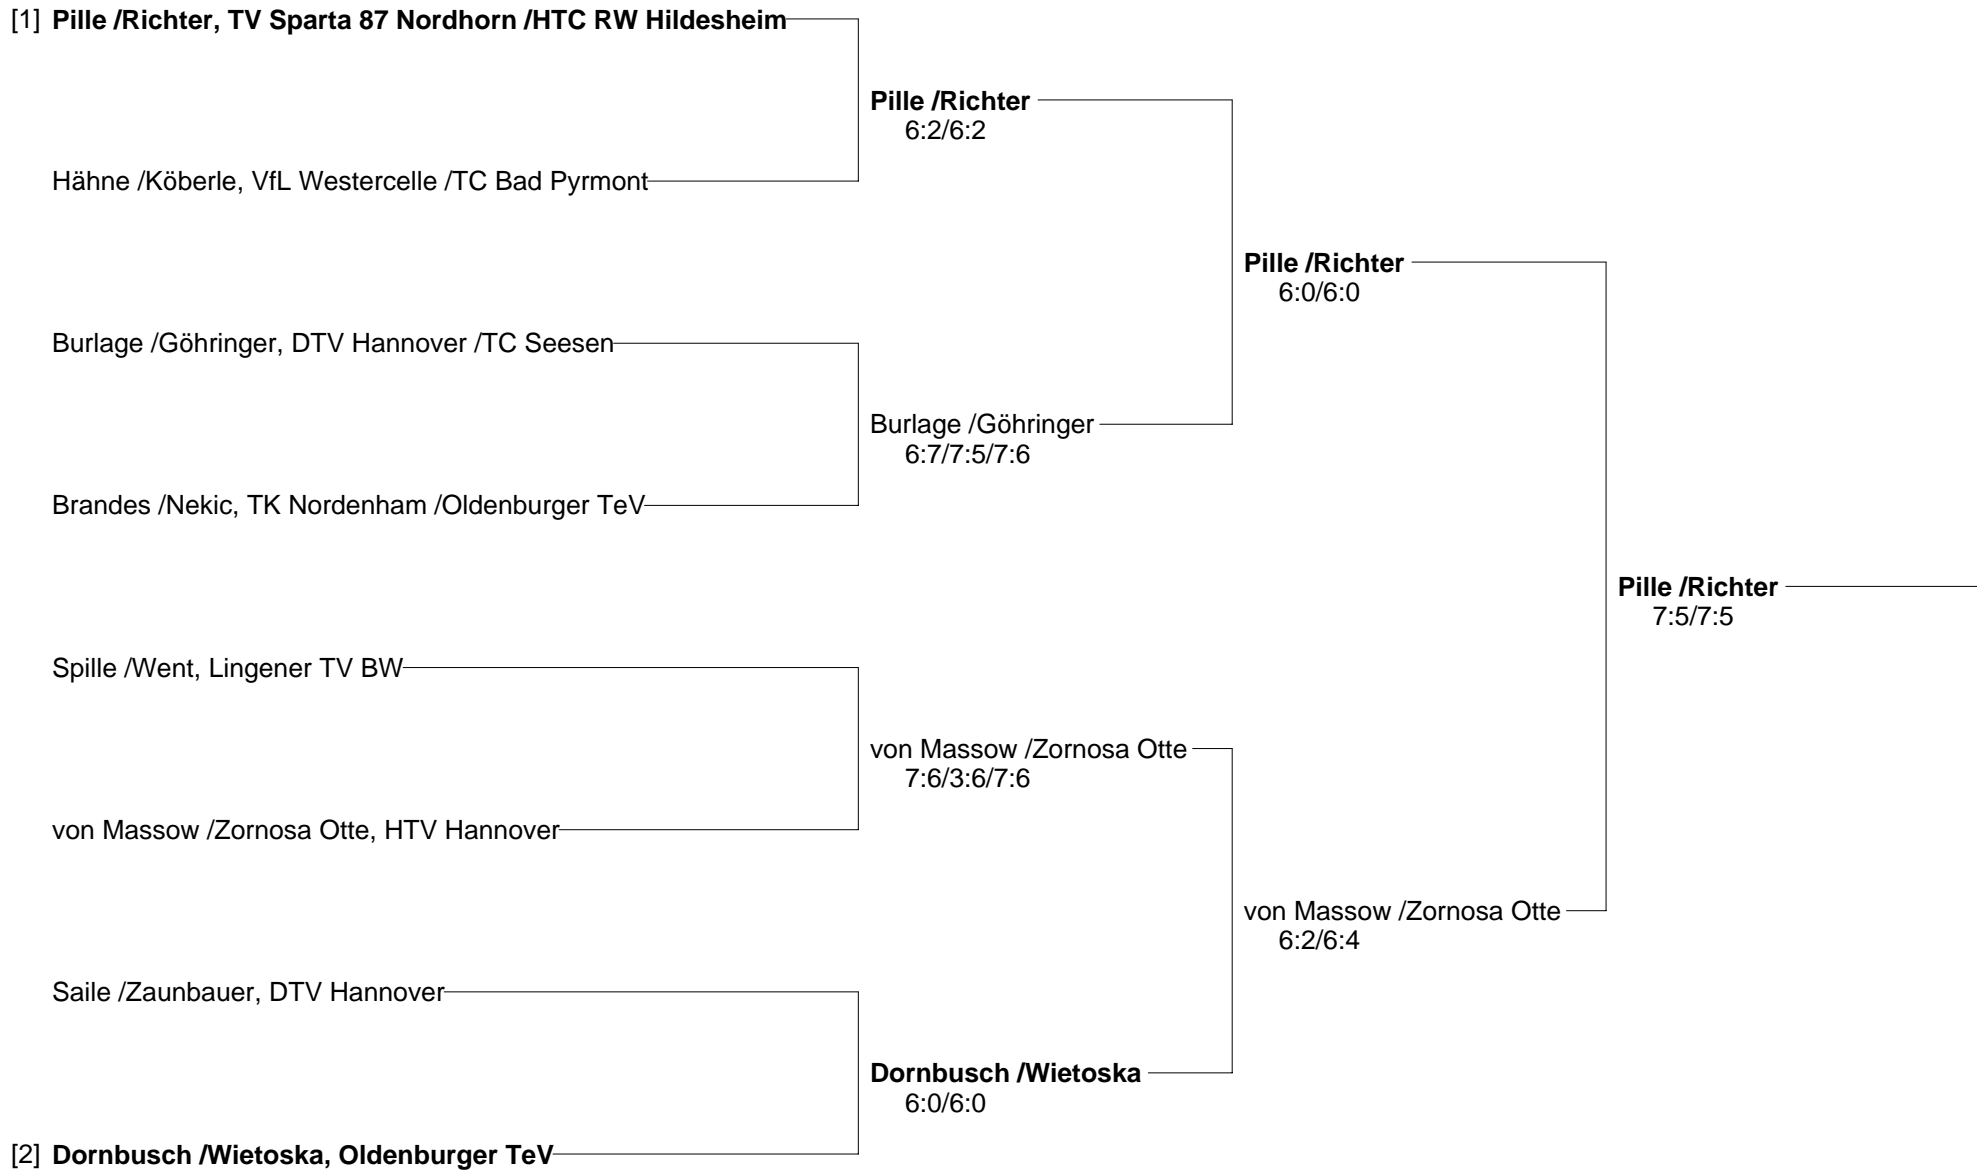 [1] Pille /Richter, TV Sparta 87 Nordhorn /HTC RW Hildesheim
Pille /Richter
6:2/6:2
Hähne /Köberle, VfL Westercelle /TC Bad Pyrmont
Pille /Richter
6:0/6:0
Burlage /Göhringer, DTV Hannover /TC Seesen
Burlage /Göhringer
6:7/7:5/7:6
Brandes /Nekic, TK Nordenham /Oldenburger TeV
Pille /Richter
7:5/7:5
Spille /Went, Lingener TV BW
von Massow /Zornosa Otte
7:6/3:6/7:6
von Massow /Zornosa Otte, HTV Hannover
von Massow /Zornosa Otte
6:2/6:4
Saile /Zaunbauer, DTV Hannover
Dornbusch /Wietoska
6:0/6:0
[2] Dornbusch /Wietoska, Oldenburger TeV